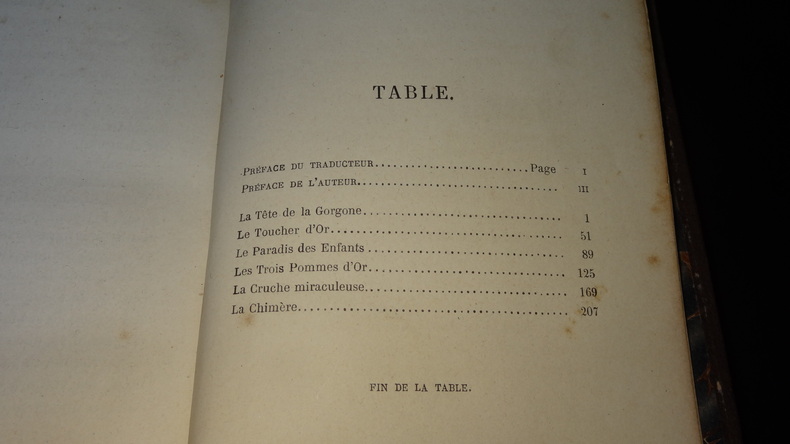 TABLE.
PRÉFACE DU TRADUCTEUR..........................Page I
PRÉFACE DE L'AUTEUR.................................. III
La Tête de la Gorgone.................................. 1
Le Toucher d'Or....................................... 51
Le Paradis des Enfants ................................. 89
Les Trois Pommes d'Or................................. 125
La Cruche miraculeuse.................................. 169
La Chimère............................................. 207
FIN DE LA TABLE.